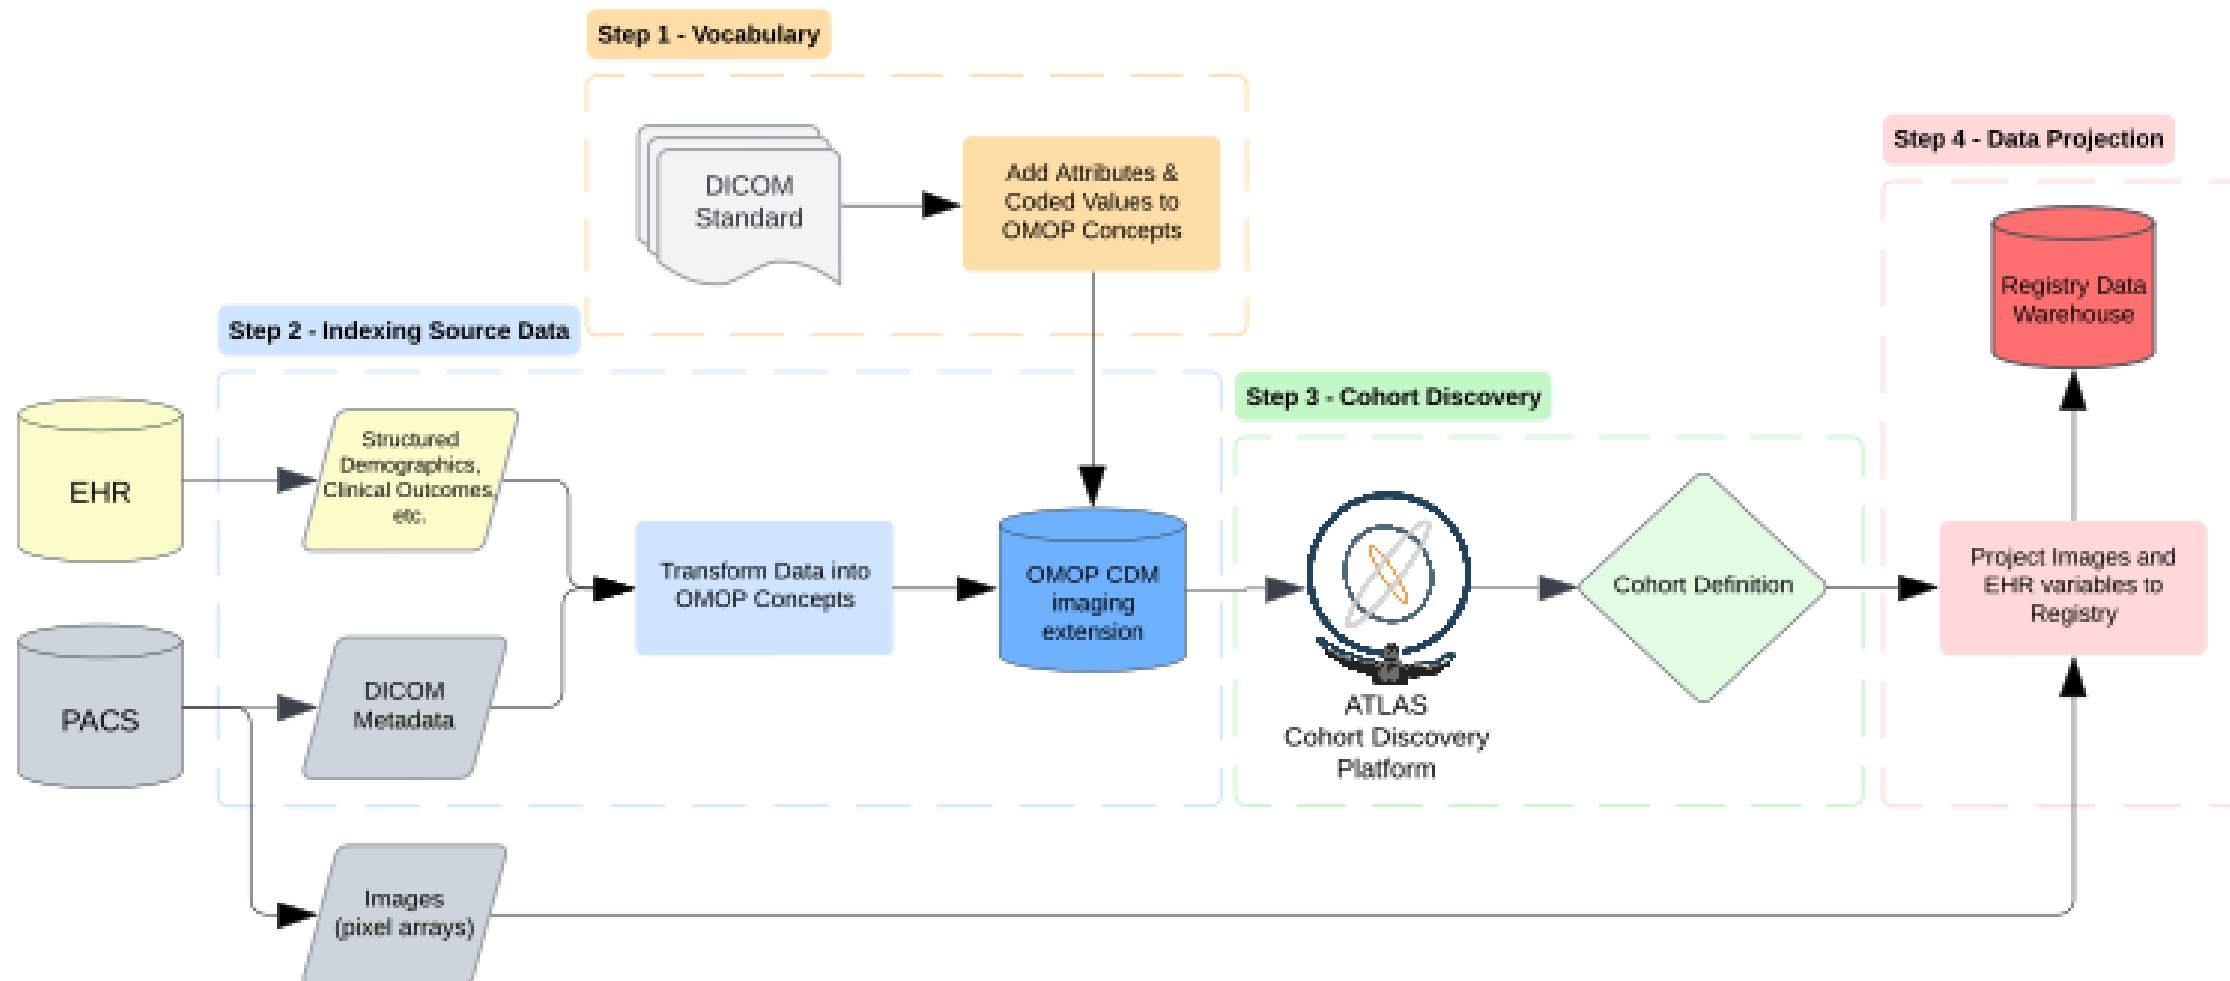 Step 1 - Vocabulary
DICOM
Standard
Add Attributes &
Coded Values to
OMOP Concepts
Step 2 - Indexing Source Data
EHR
Structured
Demographics,
Clinical Outcomes,
etc.
PACS
DICOM
Metadata
Images
(pixel arrays)
Transform Data into
OMOP Concepts
OMOP CDM
imaging
extension
Step 3 - Cohort Discovery
ATLAS
Cohort Discovery
Platform
Cohort Definition
Step 4 - Data Projection
Registry Data
Warehouse
Project Images and
EHR variables to
Registry